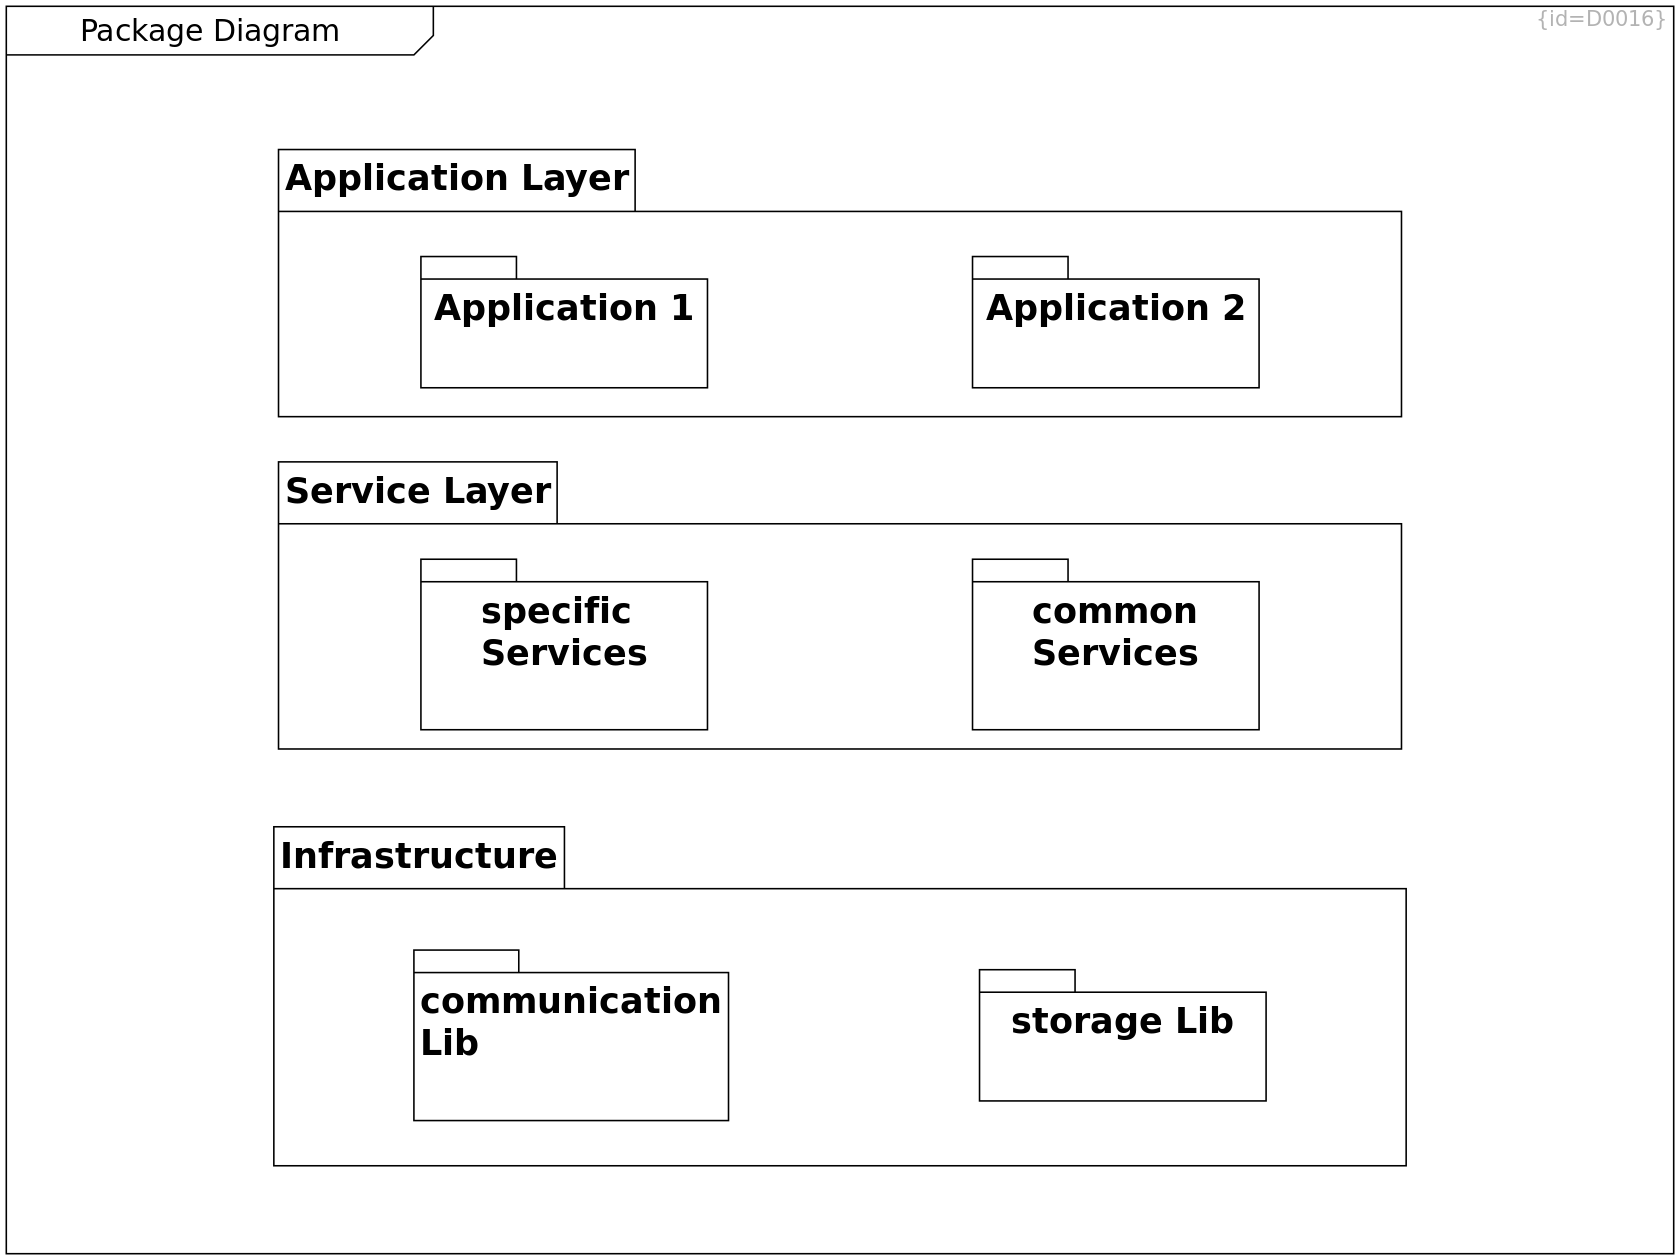 Package Diagram
{id=D0016}
Application Layer
Application 1
Application 2
Service Layer
specific
Services
common
Services
Infrastructure
communication
Lib
storage Lib